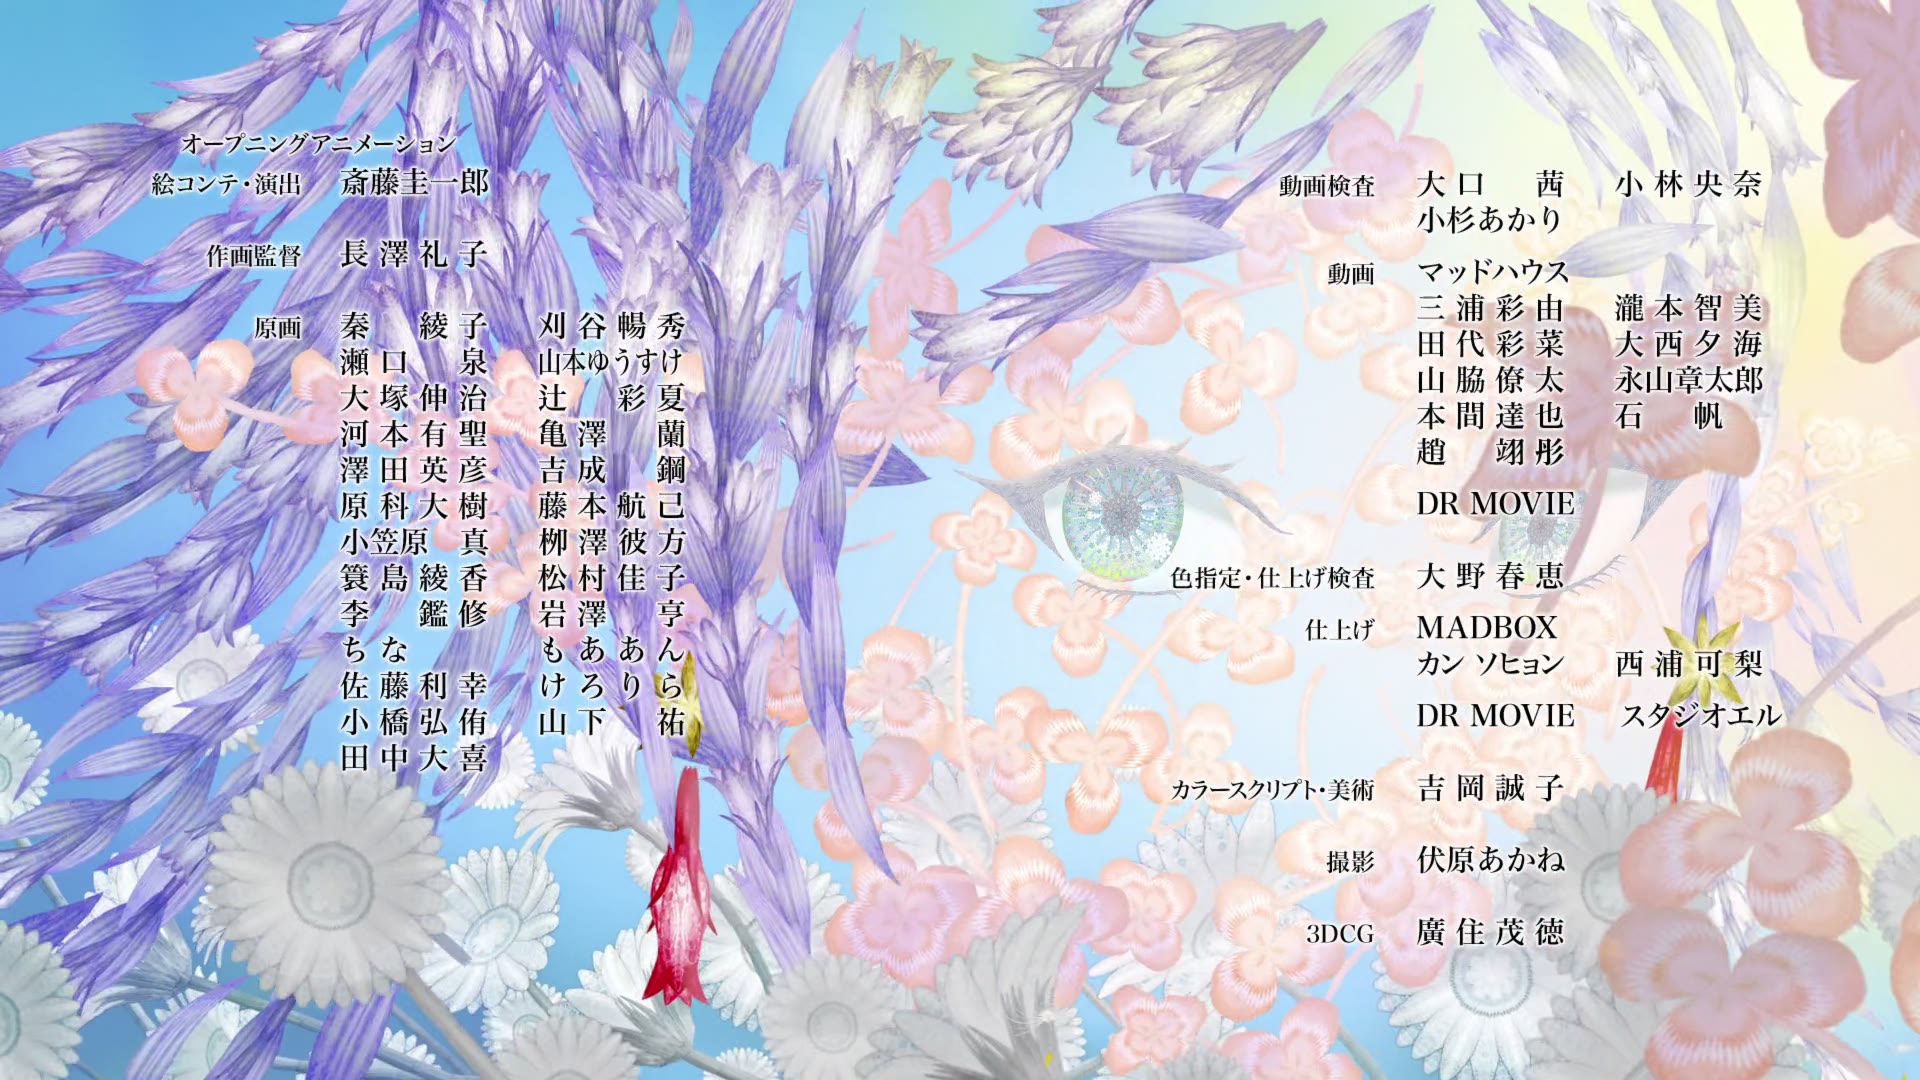 オープニングアニメーション
絵コンテ・演出 斎藤圭一郎
作画監督 長澤礼子
原画 秦綾子 刈谷暢秀
瀬口泉 山本ゆうすけ
大塚伸治 辻彩夏
河本有聖 亀澤蘭
澤田英彦 吉成鋼
原科大樹 藤本航己
小笠原真 栁澤彼方
簑島綾香 松村佳子
李鑑修 岩澤亨
ちな もああん
佐藤利幸 けろりら
小橋弘侑 山下祐
田中大喜
動画検査 大口茜 小林央奈
小杉あかり
動画 マッドハウス
三浦彩由 瀧本智美
田代彩菜 大西夕海
山脇僚太 永山章太郎
本間達也 石帆
趙翊彤
DR MOVIE
色指定・仕上げ検査 大野春恵
仕上げ MADBOX
カン ソヒョン 西浦可梨
DR MOVIE スタジオエル
カラースクリプト・美術 吉岡誠子
撮影 伏原あかね
3DCG 廣住茂徳